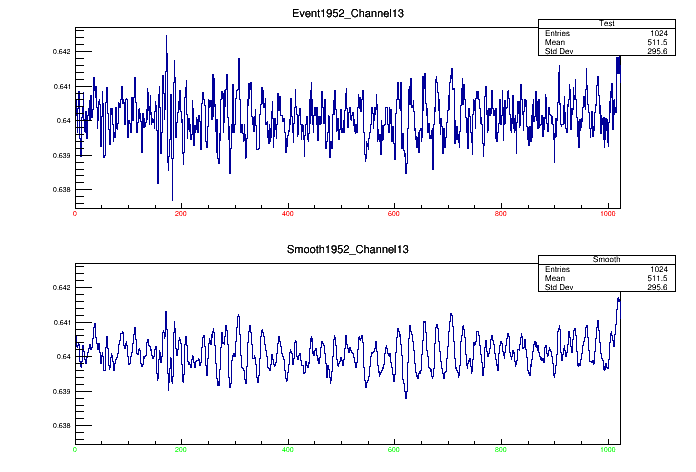 Event1952_Channel13
Test
Entries 1024
Mean 511.5
Std Dev 295.6
0.642
0.641
0.64
0.639
0.638
0 200 400 600 800 1000
Smooth1952_Channel13
Smooth
Entries 1024
Mean 511.5
Std Dev 295.6
0.642
0.641
0.64
0.639
0.638
0 200 400 600 800 1000